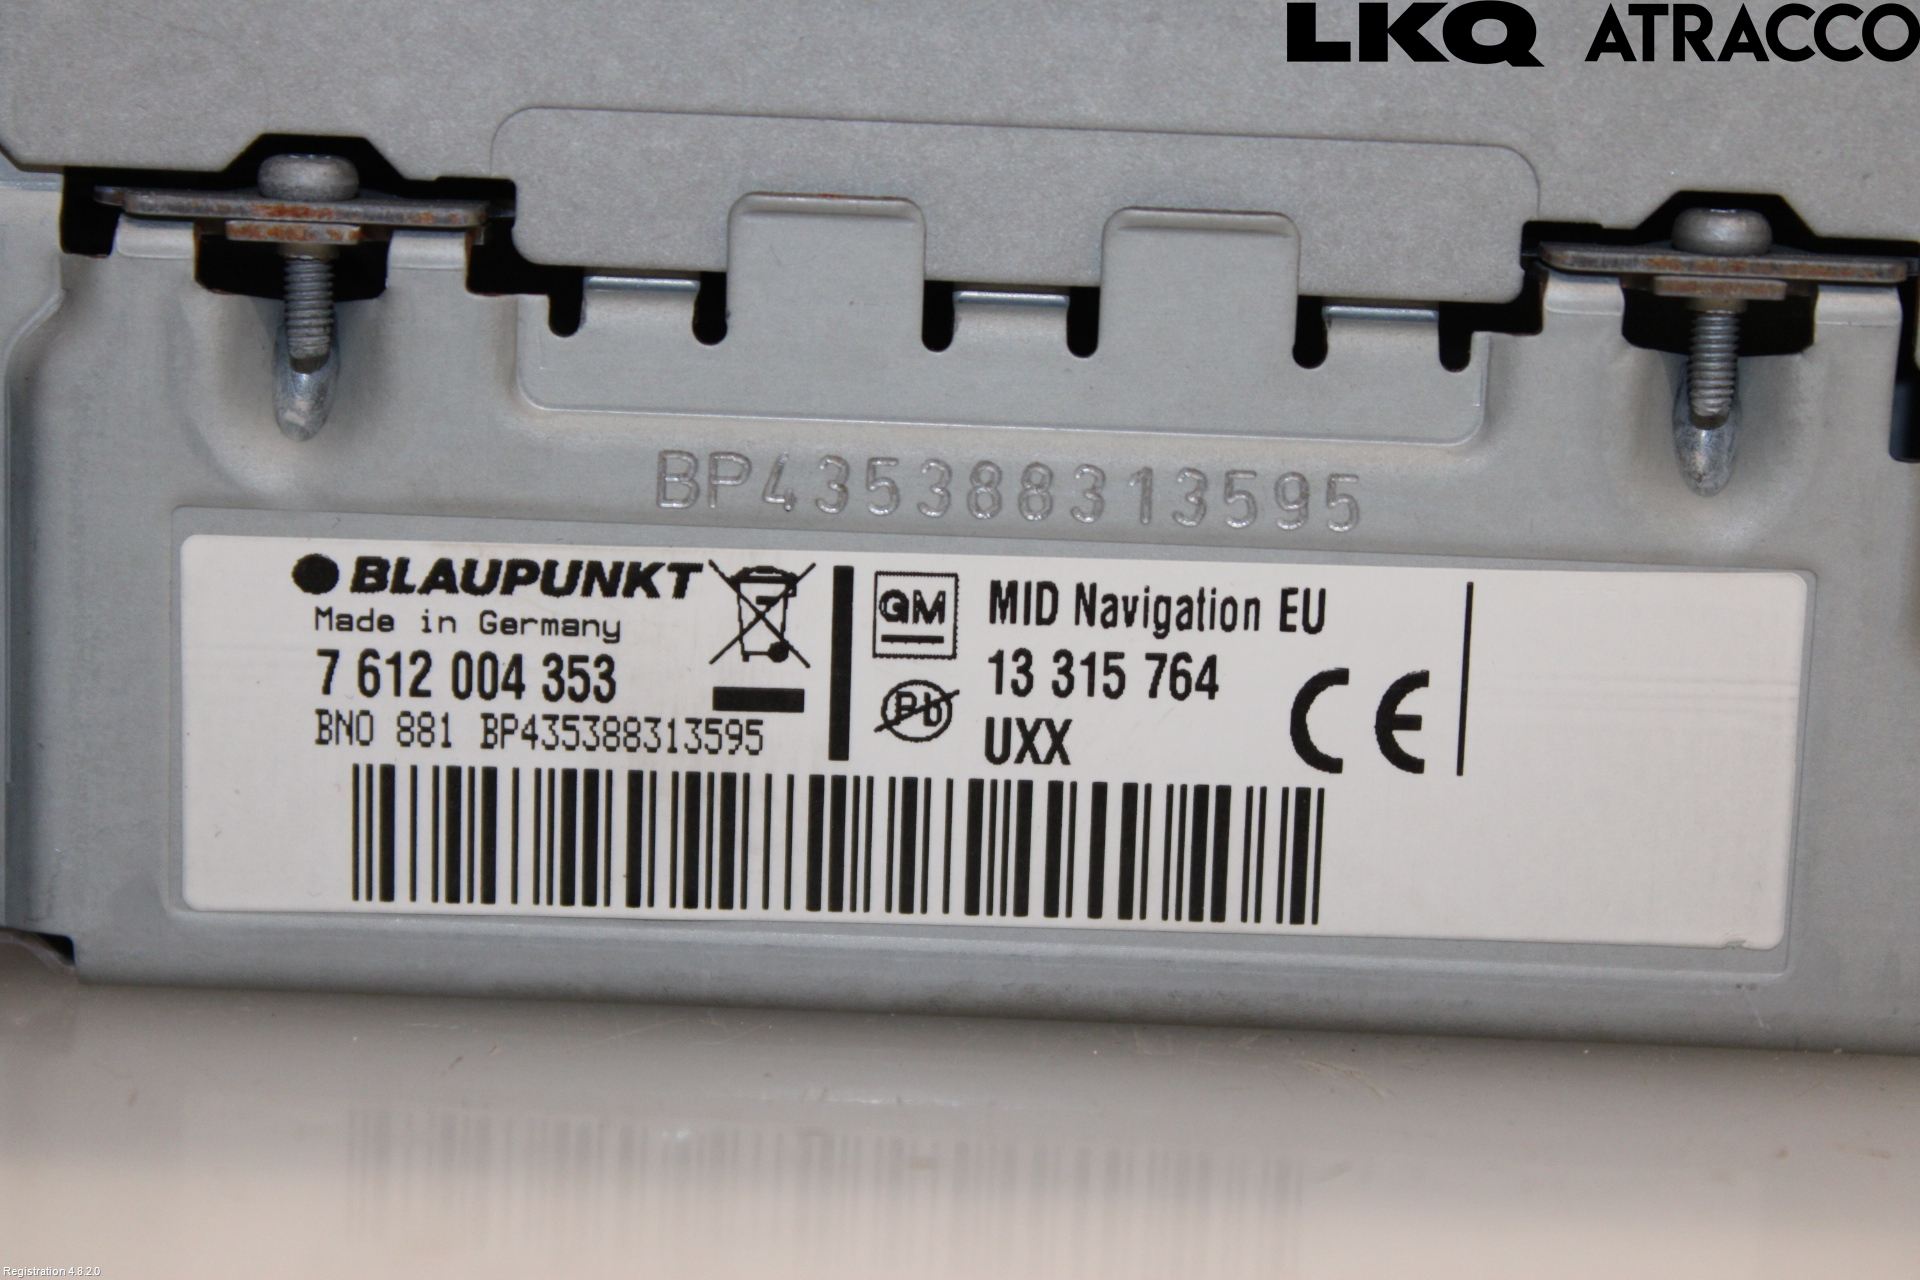 LKQ ATRACCO
BP435388313595
BLAUPUNKT
Made in Germany
7 612 004 353
BNO 881 BP435388313595
GM
Pb
MID Navigation EU
13 315 764
UXX
CE
Registration 4.8.2.0